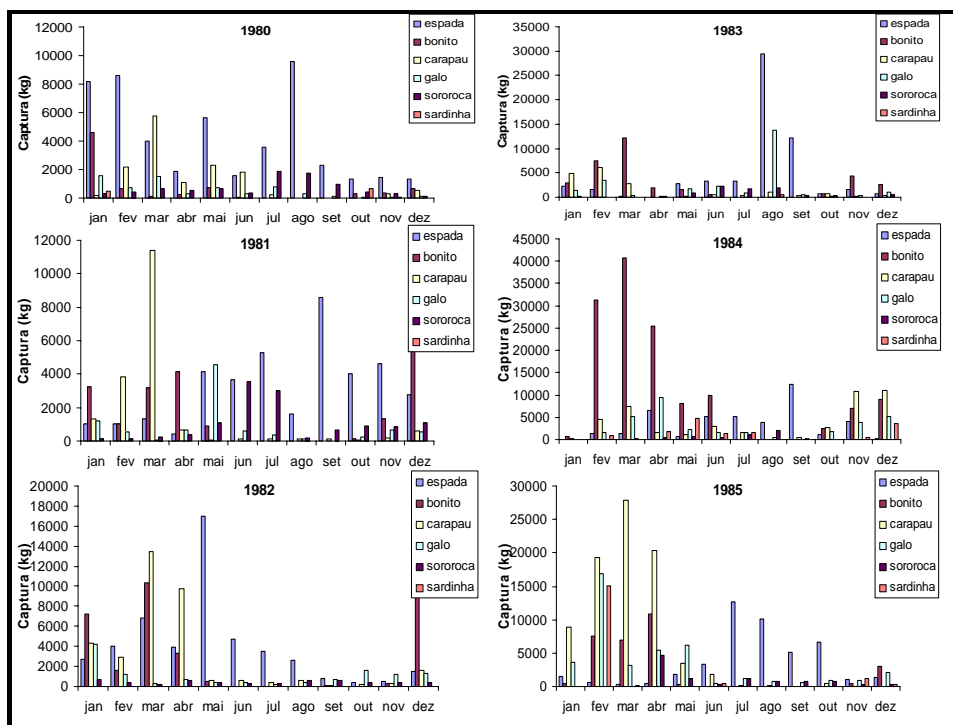 1980
Captura (kg)
12000
10000
8000
6000
4000
2000
0
jan fev mar abr mai jun jul ago set out nov dez
espada
bonito
carapau
galo
sororoca
sardinha
1983
Captura (kg)
35000
30000
25000
20000
15000
10000
5000
0
jan fev mar abr mai jun jul ago set out nov dez
espada
bonito
carapau
galo
sororoca
sardinha
1981
Captura (kg)
12000
10000
8000
6000
4000
2000
0
jan fev mar abr mai jun jul ago set out nov dez
espada
bonito
carapau
galo
sororoca
sardinha
1984
Captura (kg)
45000
40000
35000
30000
25000
20000
15000
10000
5000
0
jan fev mar abr mai jun jul ago set out nov dez
espada
bonito
carapau
galo
sororoca
sardinha
1982
Captura (kg)
20000
18000
16000
14000
12000
10000
8000
6000
4000
2000
0
jan fev mar abr mai jun jul ago set out nov dez
espada
bonito
carapau
galo
sororoca
sardinha
1985
Captura (kg)
30000
25000
20000
15000
10000
5000
0
jan fev mar abr mai jun jul ago set out nov dez
espada
bonito
carapau
galo
sororoca
sardinha